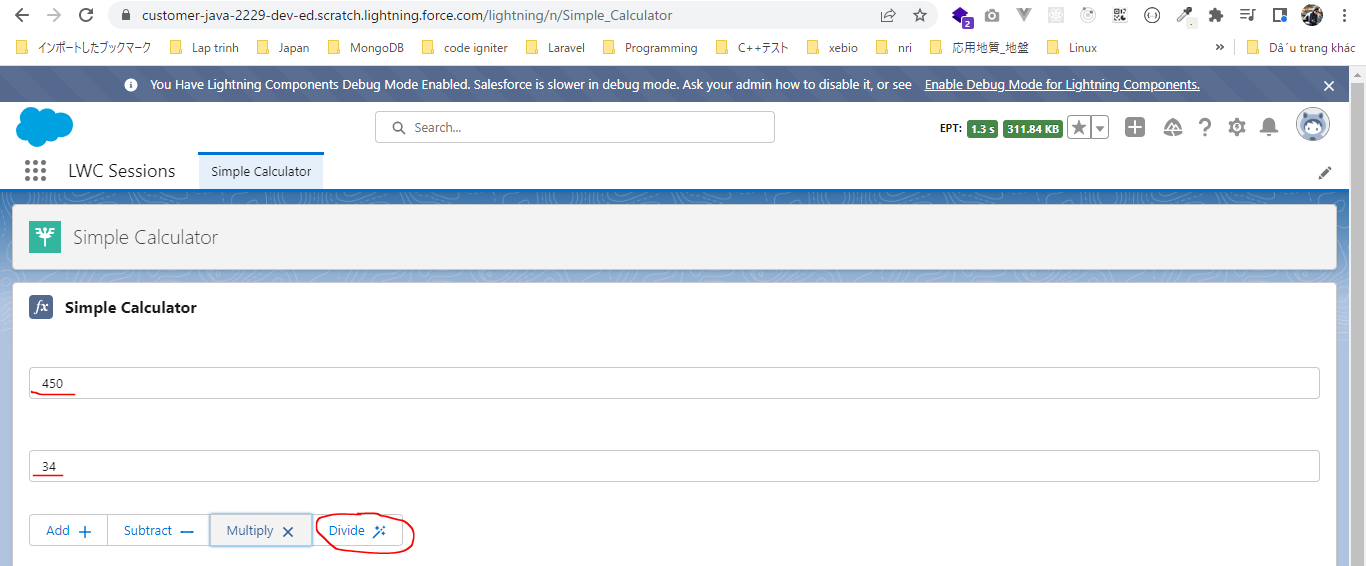 customer-java-2229-dev-ed.scratch.lightning.force.com/lightning/n/Simple_Calculator
2
インポートしたブックマーク Lap trinh Japan MongoDB code igniter Laravel Programming C++テスト xebio nri 応用地質_地盤 Linux » Dấu trang khác
You Have Lightning Components Debug Mode Enabled. Salesforce is slower in debug mode. Ask your admin how to disable it, or see Enable Debug Mode for Lightning Components.
Search...
EPT: 1.3 s 311.84 KB
LWC Sessions Simple Calculator
Simple Calculator
fx Simple Calculator
450
34
Add Subtract Multiply Divide